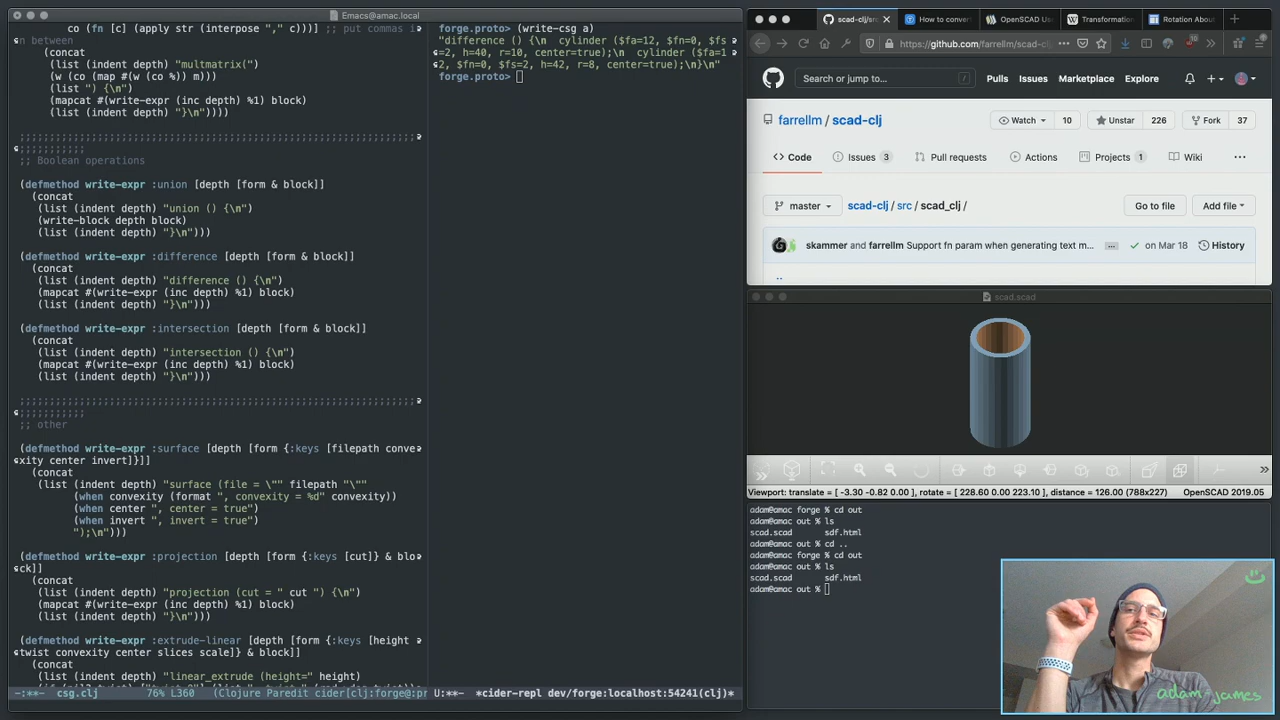 Emacs@amac.local
co (fn [c] (apply str (interpose "," c)))] ;; put commas i
n between
(concat
(list (indent depth) "multmatrix(")
(w (co (map #(w (co %)) m)))
(list ") {\n")
(mapcat #(write-expr (inc depth) %1) block)
(list (indent depth) "}\n"))))
;;;;;;;;;;;;;;;;;;;;;;;;;;;;;;;;;;;;;;;;;;;;;;;;;;;;;;;;;;;;;;;;;;
;;;;;;;;;;;
;; Boolean operations
(defmethod write-expr :union [depth [form & block]]
(concat
(list (indent depth) "union () {\n")
(write-block depth block)
(list (indent depth) "}\n")))
(defmethod write-expr :difference [depth [form & block]]
(concat
(list (indent depth) "difference () {\n")
(mapcat #(write-expr (inc depth) %1) block)
(list (indent depth) "}\n")))
(defmethod write-expr :intersection [depth [form & block]]
(concat
(list (indent depth) "intersection () {\n")
(mapcat #(write-expr (inc depth) %1) block)
(list (indent depth) "}\n")))
;;;;;;;;;;;;;;;;;;;;;;;;;;;;;;;;;;;;;;;;;;;;;;;;;;;;;;;;;;;;;;;;;;
;;;;;;;;;;;
;; other
(defmethod write-expr :surface [depth [form {:keys [filepath conve
xity center invert]}]]
(concat
(list (indent depth) "surface (file = \"" filepath "\""
(when convexity (format ", convexity = %d" convexity))
(when center ", center = true")
(when invert ", invert = true")
");\n")))
(defmethod write-expr :projection [depth [form {:keys [cut]} & blo
ck]]
(concat
(list (indent depth) "projection (cut = " cut ") {\n")
(mapcat #(write-expr (inc depth) %1) block)
(list (indent depth) "}\n")))
(defmethod write-expr :extrude-linear [depth [form {:keys [height
twist convexity center slices scale]} & block]]
(concat
(list (indent depth) "linear_extrude (height=" height)
-:**- csg.clj 76% L360 (Clojure Paredit cider[clj:forge@:pr
forge.proto> (write-csg a)
"difference () {\n  cylinder ($fa=12, $fn=0, $fs
=2, h=40, r=10, center=true);\n  cylinder ($fa=1
2, $fn=0, $fs=2, h=42, r=8, center=true);\n}\n"
forge.proto>
U:**- *cider-repl dev/forge:localhost:54241(clj)*
scad-clj/src
How to convert
OpenSCAD Use
Transformation
Rotation About
https://github.com/farrellm/scad-clj
10
Search or jump to...
/
Pulls
Issues
Marketplace
Explore
farrellm / scad-clj
Watch 10
Unstar 226
Fork 37
Code
Issues 3
Pull requests
Actions
Projects 1
Wiki
master
scad-clj / src / scad_clj /
Go to file
Add file
skammer and farrellm Support fn param when generating text m...
on Mar 18
History
..
scad.scad
Viewport: translate = [ -3.30 -0.82 0.00 ], rotate = [ 228.60 0.00 223.10 ], distance = 126.00 (788x227)
OpenSCAD 2019.05
adam@amac forge % cd out
adam@amac out % ls
scad.scad sdf.html
adam@amac out % cd ..
adam@amac forge % cd out
adam@amac out % ls
scad.scad sdf.html
adam@amac out %
adam-james